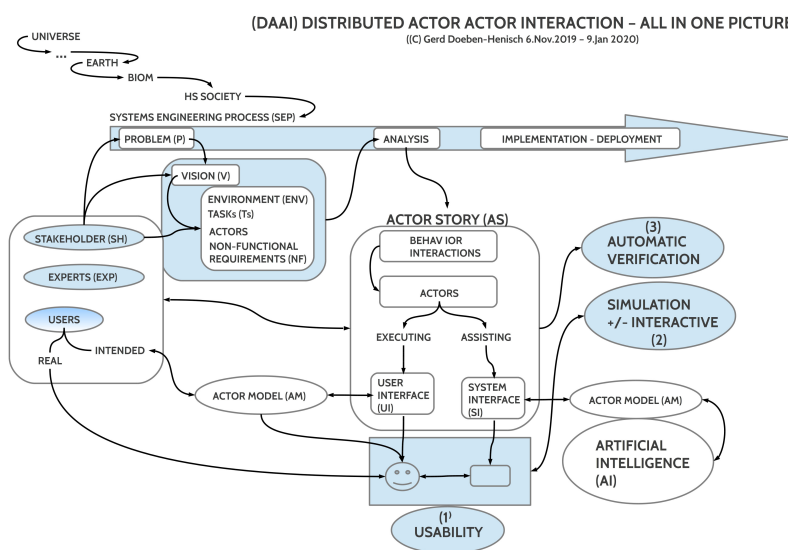 (DAAI) DISTRIBUTED ACTOR ACTOR INTERACTION – ALL IN ONE PICTURE
((C) Gerd Doeben-Henisch 6.Nov.2019 – 9.Jan 2020)
UNIVERSE
...
EARTH
BIOM
HS SOCIETY
SYSTEMS ENGINEERING PROCESS (SEP)
PROBLEM (P)
ANALYSIS
IMPLEMENTATION - DEPLOYMENT
VISION (V)
ENVIRONMENT (ENV)
TASKs (Ts)
ACTORS
NON-FUNCTIONAL
REQUIREMENTS (NF)
STAKEHOLDER (SH)
EXPERTS (EXP)
USERS
REAL
INTENDED
ACTOR STORY (AS)
BEHAV IOR
INTERACTIONS
ACTORS
EXECUTING
ASSISTING
USER
INTERFACE
(UI)
SYSTEM
INTERFACE
(SI)
ACTOR MODEL (AM)
(3)
AUTOMATIC
VERIFICATION
SIMULATION
+/- INTERACTIVE
(2)
ACTOR MODEL (AM)
ARTIFICIAL
INTELLIGENCE
(AI)
(1)
USABILITY